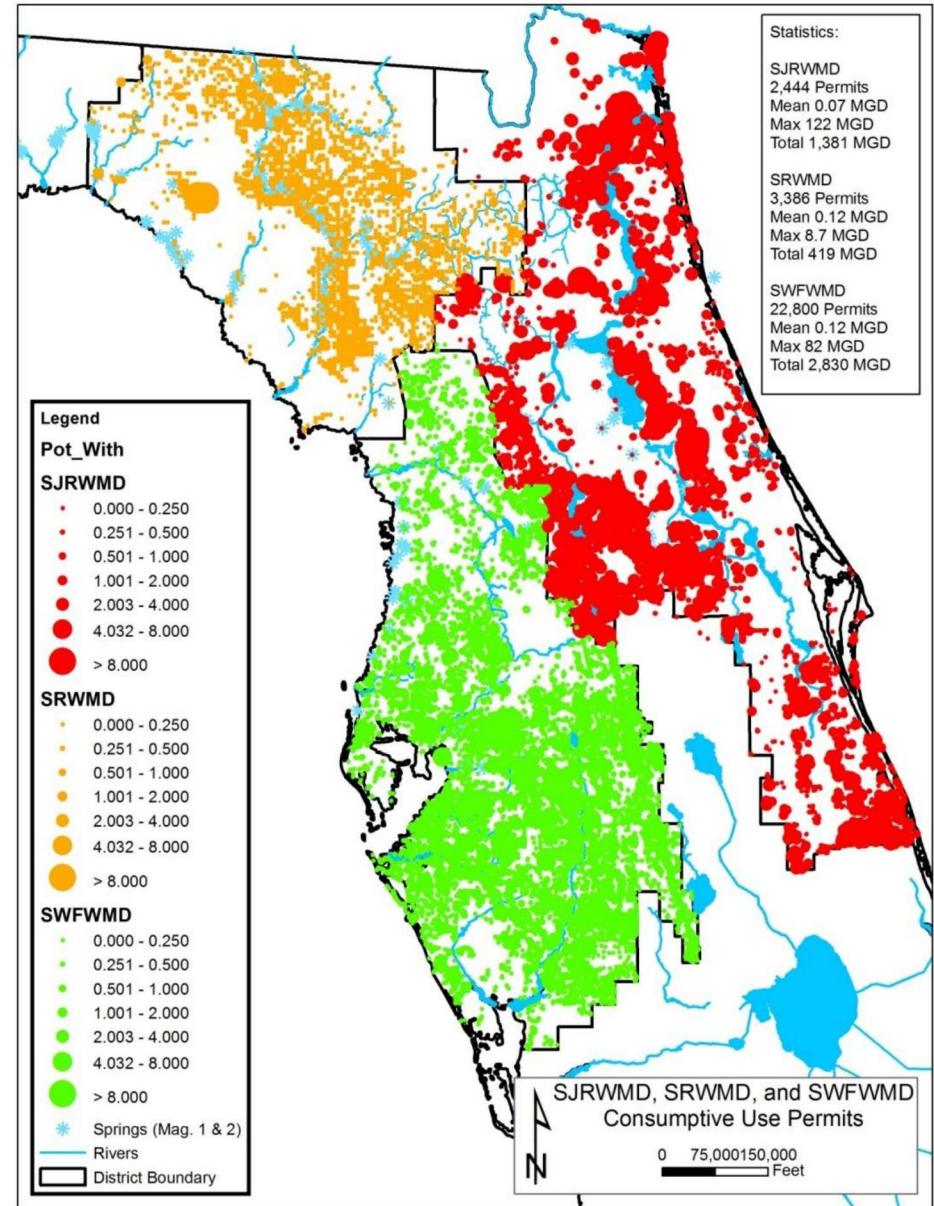 Statistics:
SJRWMD
2,444 Permits
Mean 0.07 MGD
Max 122 MGD
Total 1,381 MGD
SRWMD
3,386 Permits
Mean 0.12 MGD
Max 8.7 MGD
Total 419 MGD
SWFWMD
22,800 Permits
Mean 0.12 MGD
Max 82 MGD
Total 2,830 MGD
Legend
Pot_With
SJRWMD
0.000 - 0.250
0.251 - 0.500
0.501 - 1.000
1.001 - 2.000
2.003 - 4.000
4.032 - 8.000
> 8.000
SRWMD
0.000 - 0.250
0.251 - 0.500
0.501 - 1.000
1.001 - 2.000
2.003 - 4.000
4.032 - 8.000
> 8.000
SWFWMD
0.000 - 0.250
0.251 - 0.500
0.501 - 1.000
1.001 - 2.000
2.003 - 4.000
4.032 - 8.000
> 8.000
Springs (Mag. 1 & 2)
Rivers
District Boundary
SJRWMD, SRWMD, and SWFWMD
Consumptive Use Permits
0 75,000150,000
Feet
N